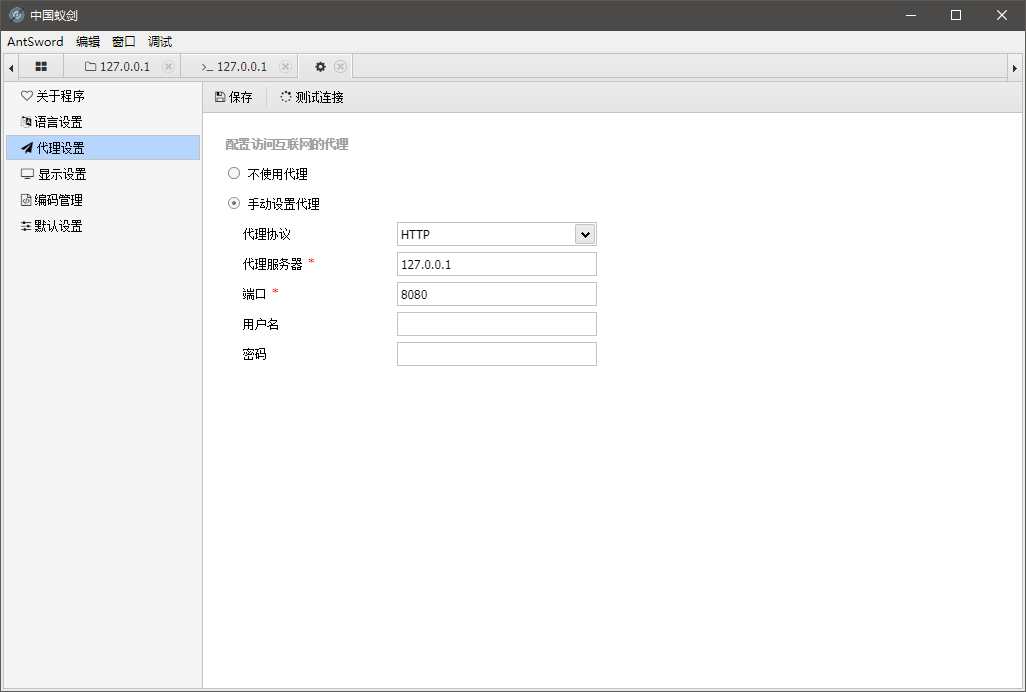 中国蚁剑
AntSword 编辑 窗口 调试
127.0.0.1 >_ 127.0.0.1
关于程序
语言设置
代理设置
显示设置
编码管理
默认设置
保存 测试连接
配置访问互联网的代理
不使用代理
手动设置代理
代理协议 HTTP
代理服务器 * 127.0.0.1
端口 * 8080
用户名
密码